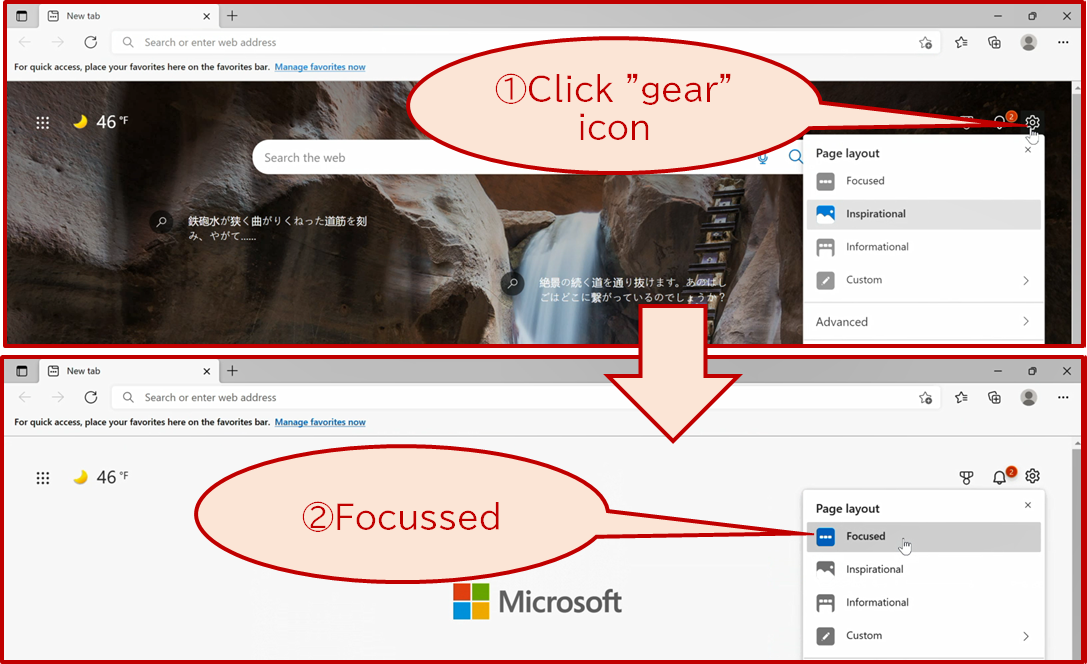 New tab
Search or enter web address
For quick access, place your favorites here on the favorites bar. Manage favorites now
①Click ”gear”
icon
46 °F
2
Search the web
Page layout
Focused
Inspirational
Informational
Custom
Advanced
鉄砲水が狭く曲がりくねった道筋を刻
み、やがて......
絶景の続く道を通り抜けます。あのはし
ごはどこに繋がっているのでしょうか？
New tab
Search or enter web address
For quick access, place your favorites here on the favorites bar. Manage favorites now
46 °F
2
②Focussed
Page layout
Focused
Inspirational
Informational
Custom
Microsoft